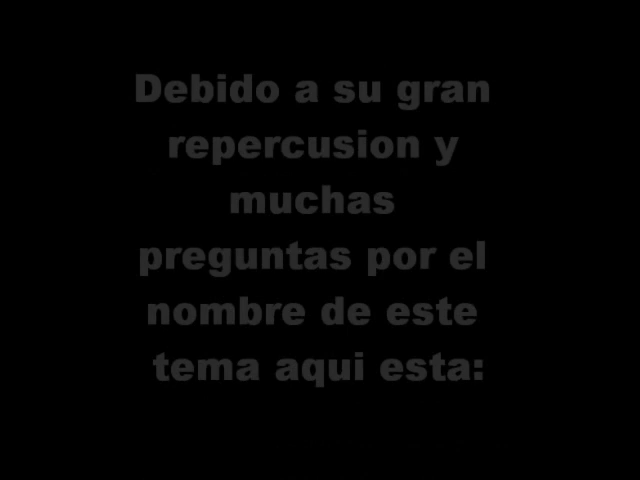 Debido a su gran
repercusion y
muchas
preguntas por el
nombre de este
tema aqui esta: